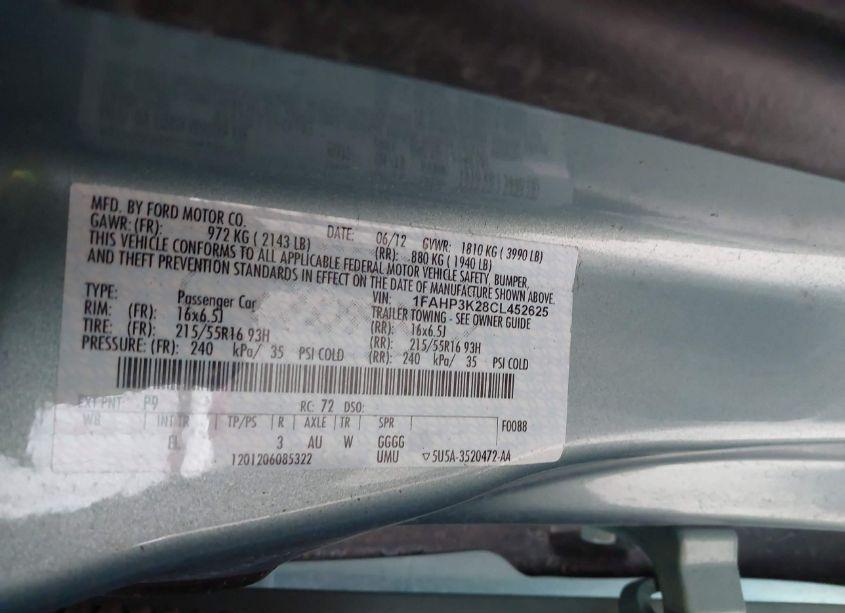 MFD. BY FORD MOTOR CO.
DATE: 06/12 GVWR: 1810 KG ( 3990 LB)
GAWR: (FR): 972 KG ( 2143 LB) (RR): 880 KG ( 1940 LB)
THIS VEHICLE CONFORMS TO ALL APPLICABLE FEDERAL MOTOR VEHICLE SAFETY, BUMPER,
AND THEFT PREVENTION STANDARDS IN EFFECT ON THE DATE OF MANUFACTURE SHOWN ABOVE.
VIN: 1FAHP3K28CL452625
TYPE: Passenger Car TRAILER TOWING - SEE OWNER GUIDE
RIM: (FR): 16x6.5J (RR): 16x6.5J
TIRE: (FR): 215/55R16 93H (RR): 215/55R16 93H
PRESSURE: (FR): 240 kPa/ 35 PSI COLD (RR): 240 kPa/ 35 PSI COLD
EXT PNT: P9 RC: 72 DSO:
WB INT TR TP/PS R AXLE TR SPR F0088
EL 3 AU W GGGG
1201206085322 UMU ▽5U5A-3520472-AA